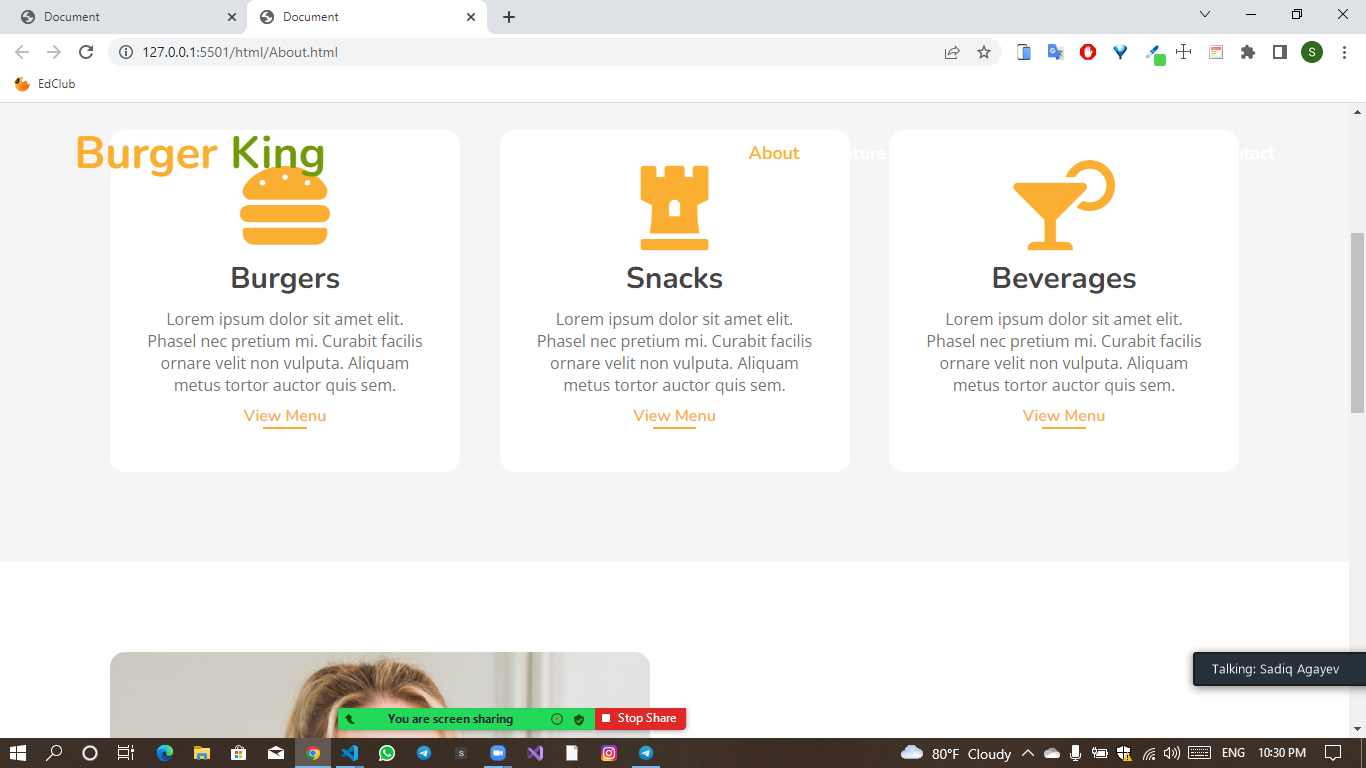 Document
Document
127.0.0.1:5501/html/About.html
S
EdClub
Burger King
About
Burgers
Snacks
Beverages
Lorem ipsum dolor sit amet elit.
Phasel nec pretium mi. Curabit facilis
ornare velit non vulputa. Aliquam
metus tortor auctor quis sem.
Lorem ipsum dolor sit amet elit.
Phasel nec pretium mi. Curabit facilis
ornare velit non vulputa. Aliquam
metus tortor auctor quis sem.
Lorem ipsum dolor sit amet elit.
Phasel nec pretium mi. Curabit facilis
ornare velit non vulputa. Aliquam
metus tortor auctor quis sem.
View Menu
View Menu
View Menu
Talking: Sadiq Agayev
You are screen sharing
Stop Share
80°F Cloudy
ENG
10:30 PM